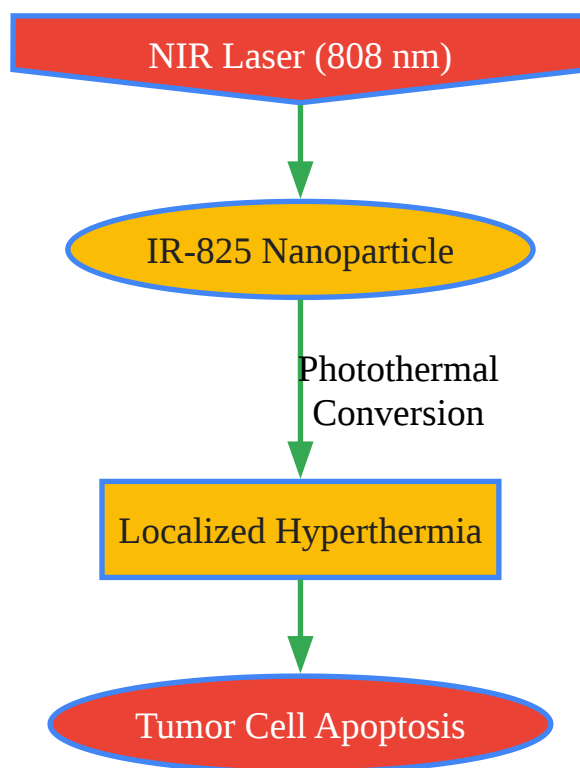 NIR Laser (808 nm)
IR-825 Nanoparticle
Photothermal
Conversion
Localized Hyperthermia
Tumor Cell Apoptosis